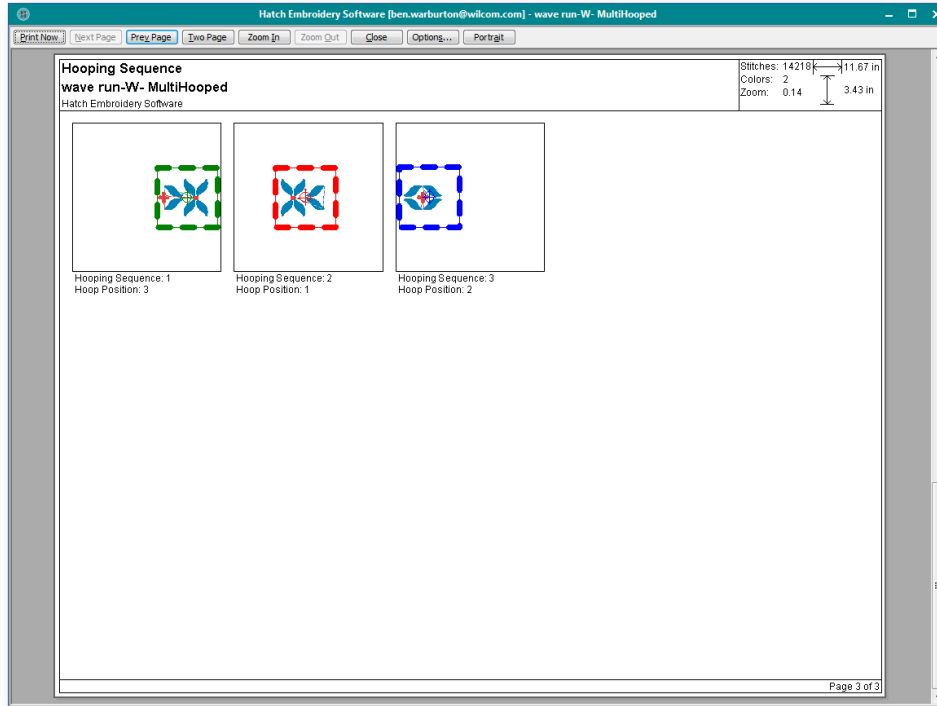 Hatch Embroidery Software [ben.warburton@wilcom.com] - wave run-W- MultiHooped
Print Now Next Page Prev Page Two Page Zoom In Zoom Out Close Options... Portrait
Hooping Sequence
wave run-W- MultiHooped
Hatch Embroidery Software
Stitches: 14218 11.67 in
Colors: 2
Zoom: 0.14 3.43 in
Hooping Sequence: 1
Hoop Position: 3
Hooping Sequence: 2
Hoop Position: 1
Hooping Sequence: 3
Hoop Position: 2
Page 3 of 3